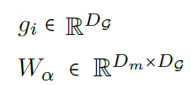 g_i ∈ ℝ^{D_𝒢}
W_α ∈ ℝ^{D_m×D_𝒢}